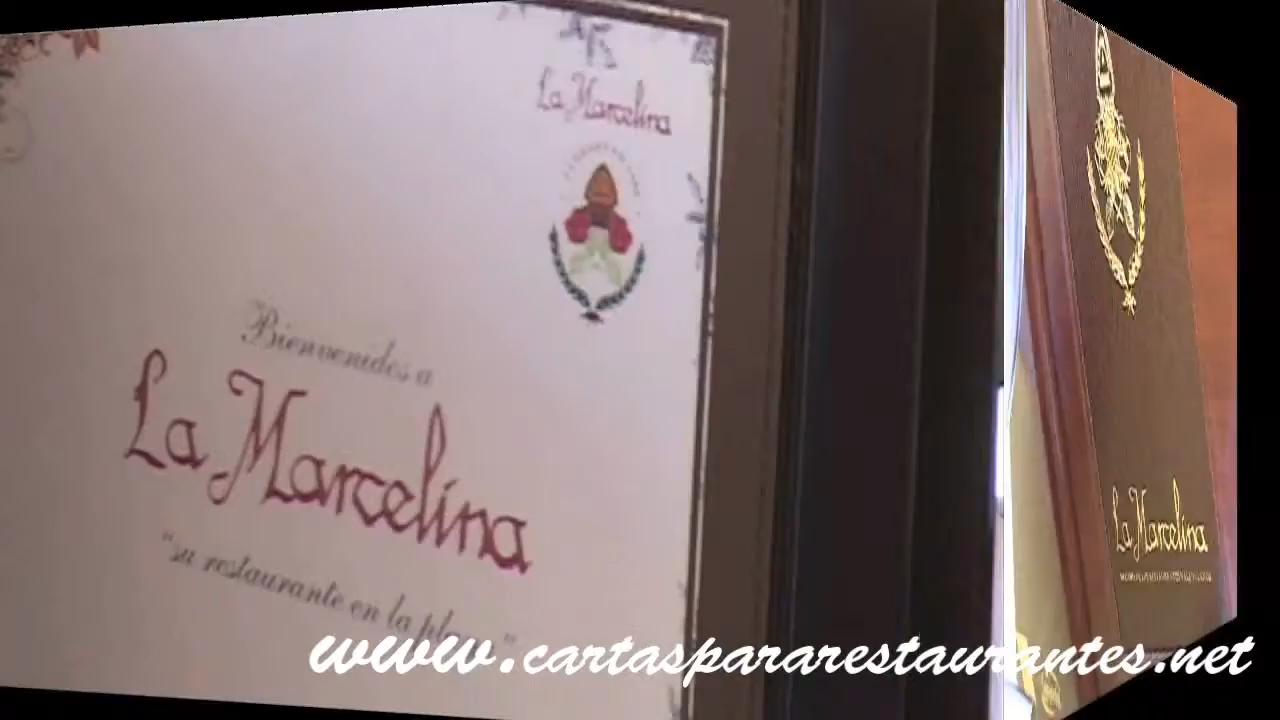 La Marcelina
Bienvenidos a
La Marcelina
"su restaurante en la
La Marcelina
www.cartaspararestaurantes.net